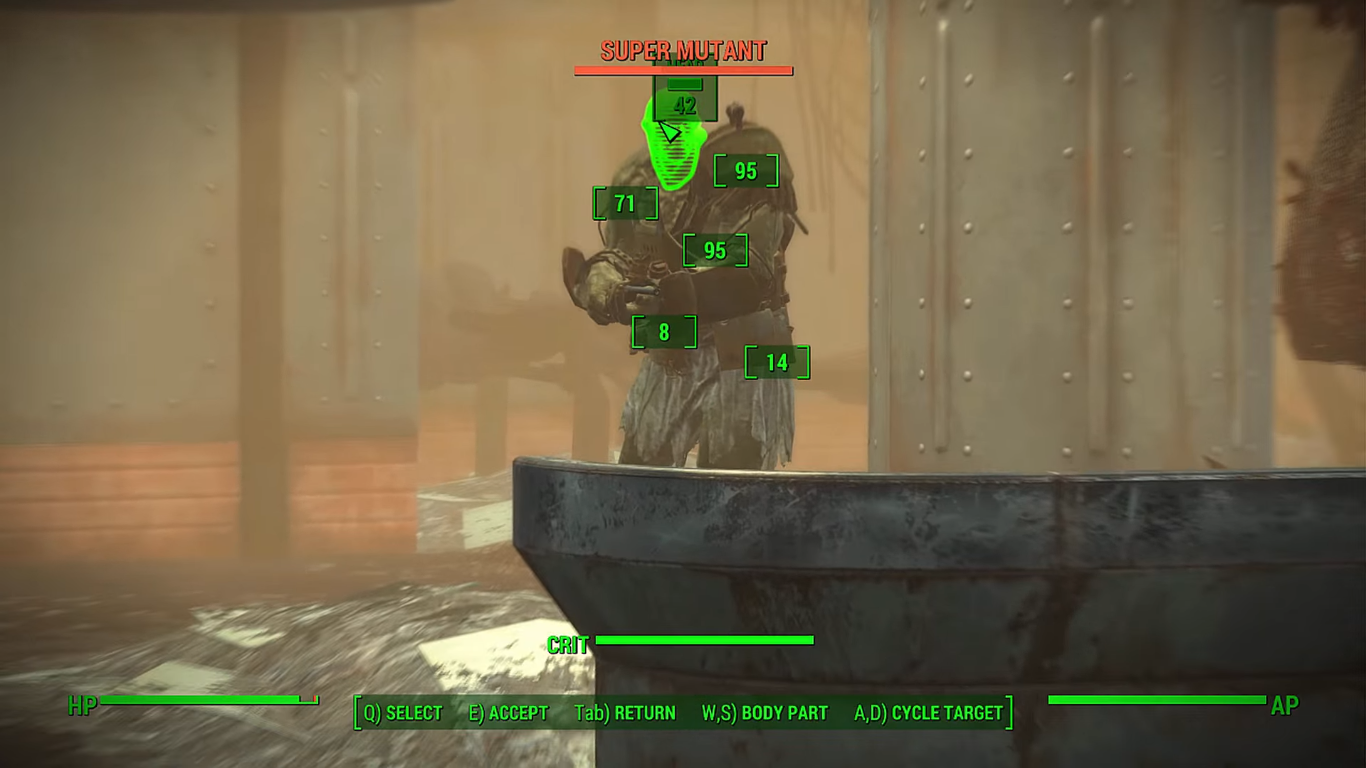 SUPER MUTANT
HEAD
42
95
71
95
8
14
CRIT
HP
Q) SELECT E) ACCEPT Tab) RETURN W,S) BODY PART A,D) CYCLE TARGET
AP